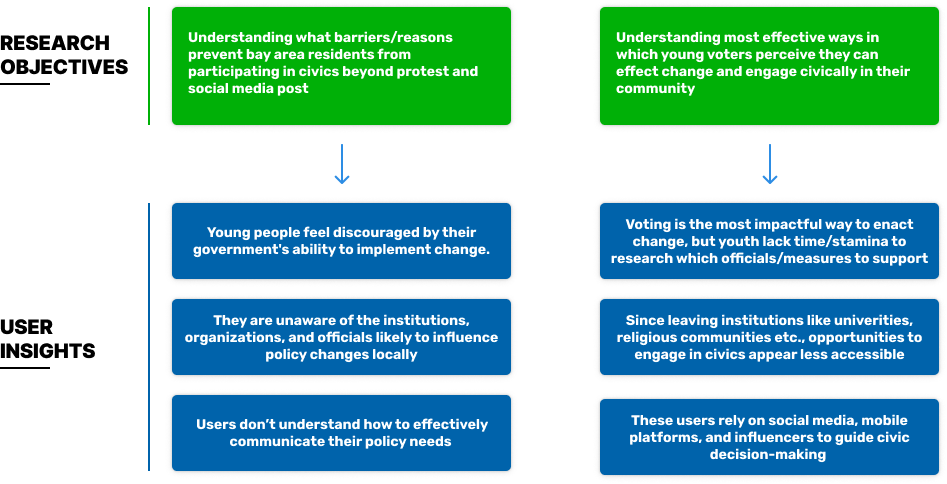 RESEARCH
OBJECTIVES
Understanding what barriers/reasons
prevent bay area residents from
participating in civics beyond protest and
social media post
Understanding most effective ways in
which young voters perceive they can
effect change and engage civically in their
community
USER
INSIGHTS
Young people feel discouraged by their
government's ability to implement change.
They are unaware of the institutions,
organizations, and officials likely to influence
policy changes locally
Users don’t understand how to effectively
communicate their policy needs
Voting is the most impactful way to enact
change, but youth lack time/stamina to
research which officials/measures to support
Since leaving institutions like univerities,
religious communities etc., opportunities to
engage in civics appear less accessible
These users rely on social media, mobile
platforms, and influencers to guide civic
decision-making